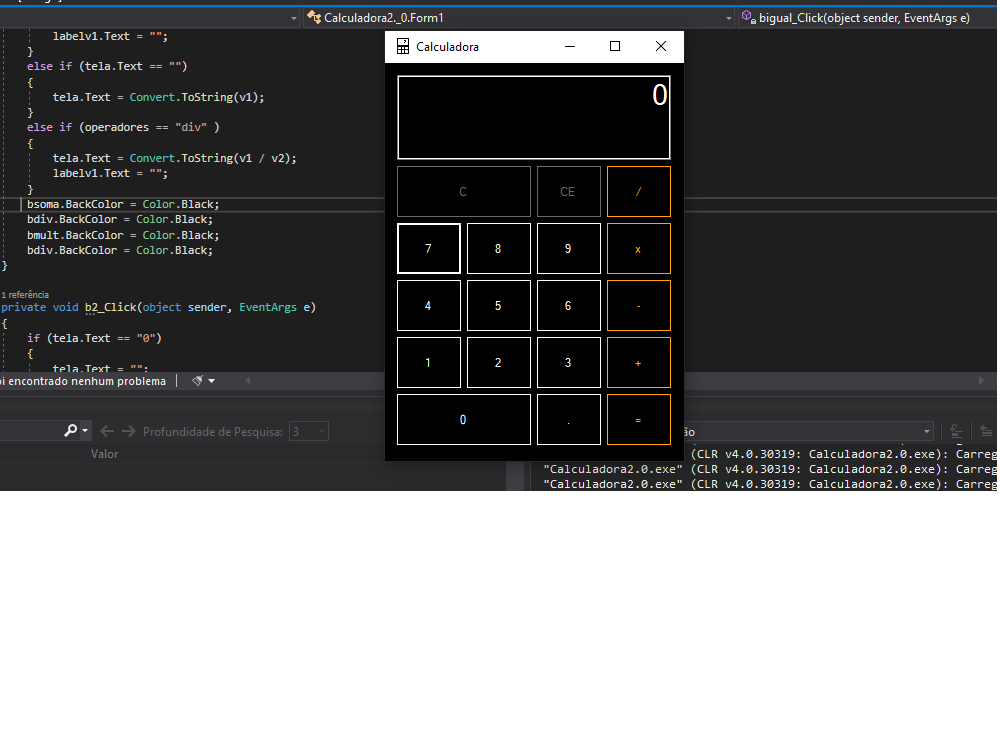 Calculadora2._0.Form1
bigual_Click(object sender, EventArgs e)
labelv1.Text = "";
}
else if (tela.Text == "")
{
tela.Text = Convert.ToString(v1);
}
else if (operadores == "div" )
{
tela.Text = Convert.ToString(v1 / v2);
labelv1.Text = "";
}
bsoma.BackColor = Color.Black;
bdiv.BackColor = Color.Black;
bmult.BackColor = Color.Black;
bdiv.BackColor = Color.Black;
}
1 referência
private void b2_Click(object sender, EventArgs e)
{
if (tela.Text == "0")
{
tela.Text = "";
oi encontrado nenhum problema
Profundidade de Pesquisa: 3
Valor
Calculadora
0
C CE /
7 8 9 x
4 5 6 -
1 2 3 +
0 . =
ão
(CLR v4.0.30319: Calculadora2.0.exe): Carreg
"Calculadora2.0.exe" (CLR v4.0.30319: Calculadora2.0.exe): Carreg
"Calculadora2.0.exe" (CLR v4.0.30319: Calculadora2.0.exe): Carreg